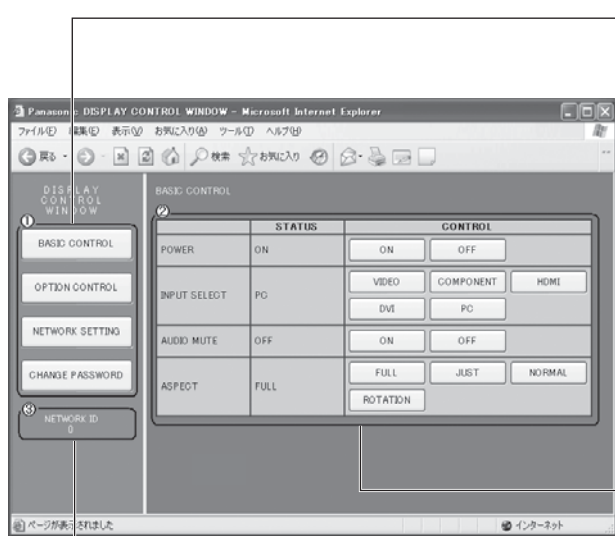 Panasonic DISPLAY CONTROL WINDOW - Microsoft Internet Explorer
ファイル(F) 編集(E) 表示(V) お気に入り(A) ツール(T) ヘルプ(H)
戻る 検索 お気に入り
DISPLAY
CONTROL
WINDOW
①
BASIC CONTROL
OPTION CONTROL
NETWORK SETTING
CHANGE PASSWORD
③
NETWORK ID
0
BASIC CONTROL
②
STATUS CONTROL
POWER ON ON OFF
INPUT SELECT PC VIDEO COMPONENT HDMI
DVI PC
AUDIO MUTE OFF ON OFF
ASPECT FULL FULL JUST NORMAL
ROTATION
ページが表示されました インターネット